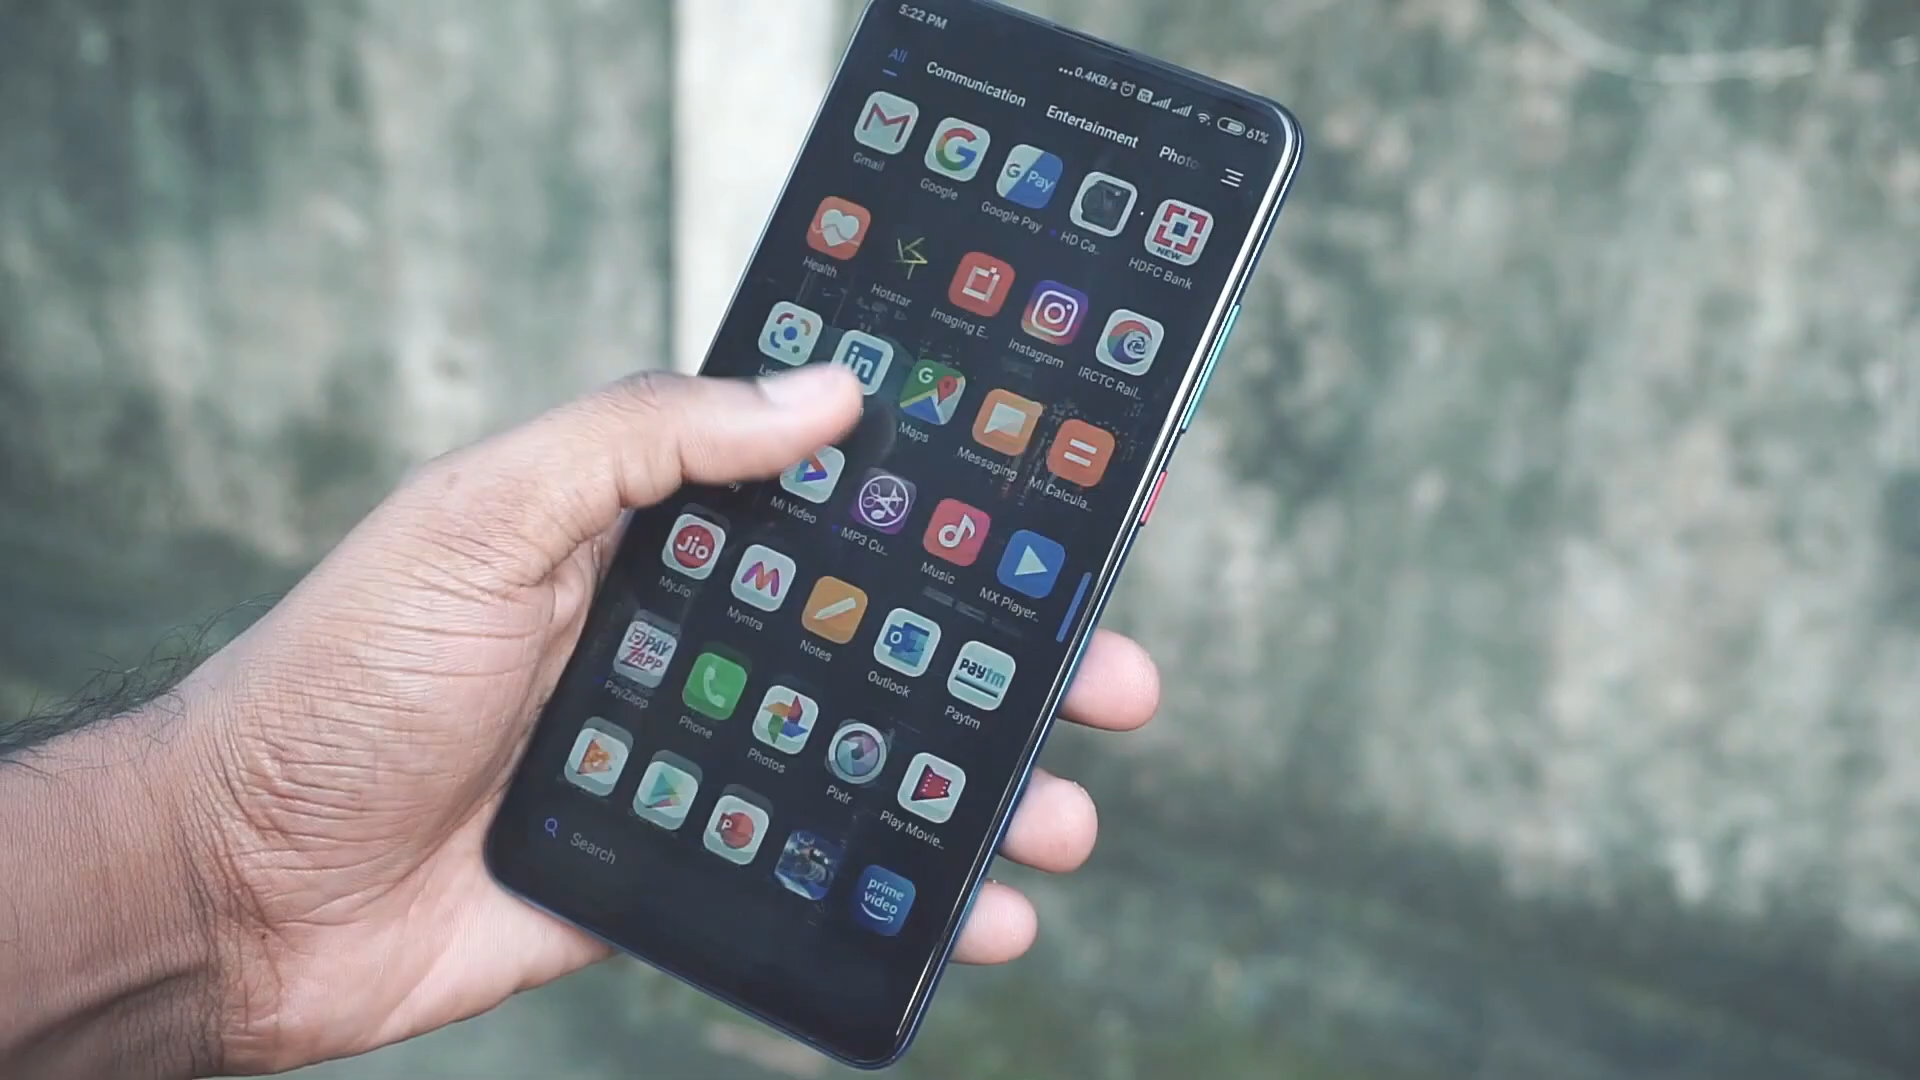 5:22 PM
...0.4KB/s
61%
All
Communication
Entertainment
Photo
Gmail
Google
G Pay
Google Pay
HD Ca...
NEW
HDFC Bank
Health
Hotstar
Imaging E...
Instagram
IRCTC Rail...
in
G
Maps
Messaging
Mi Calcula...
Mi Video
MP3 Cu...
Music
MX Player...
Jio
MyJio
Myntra
Notes
Outlook
paytm
Paytm
PAY
ZAPP
PayZapp
Phone
Photos
Pixlr
Play Movie...
P
prime
video
Search